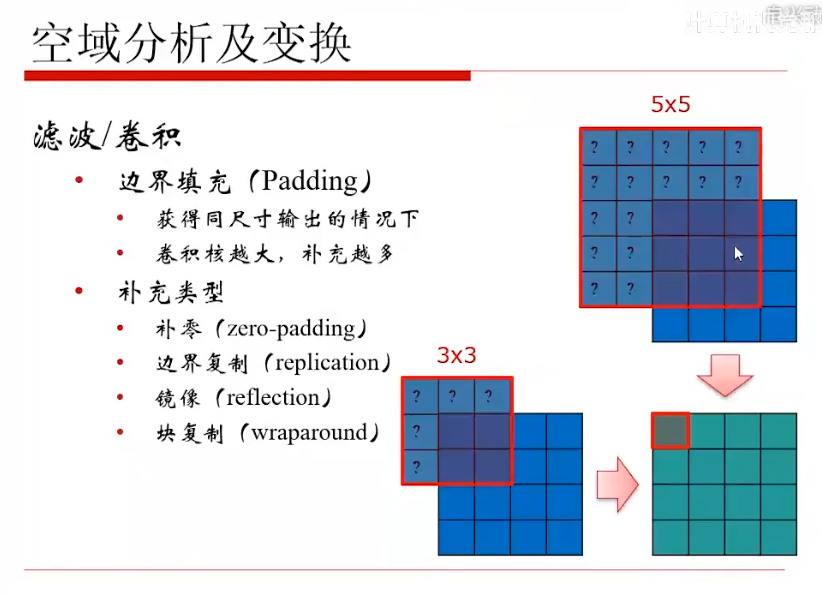 空域分析及变换
滤波/卷积
• 边界填充（Padding）
• 获得同尺寸输出的情况下
• 卷积核越大，补充越多
• 补充类型
• 补零（zero-padding）
• 边界复制（replication）
• 镜像（reflection）
• 块复制（wraparound）
5x5
? ? ? ? ?
? ? ? ? ?
? ?
? ?
? ?
3x3
? ? ?
?
?